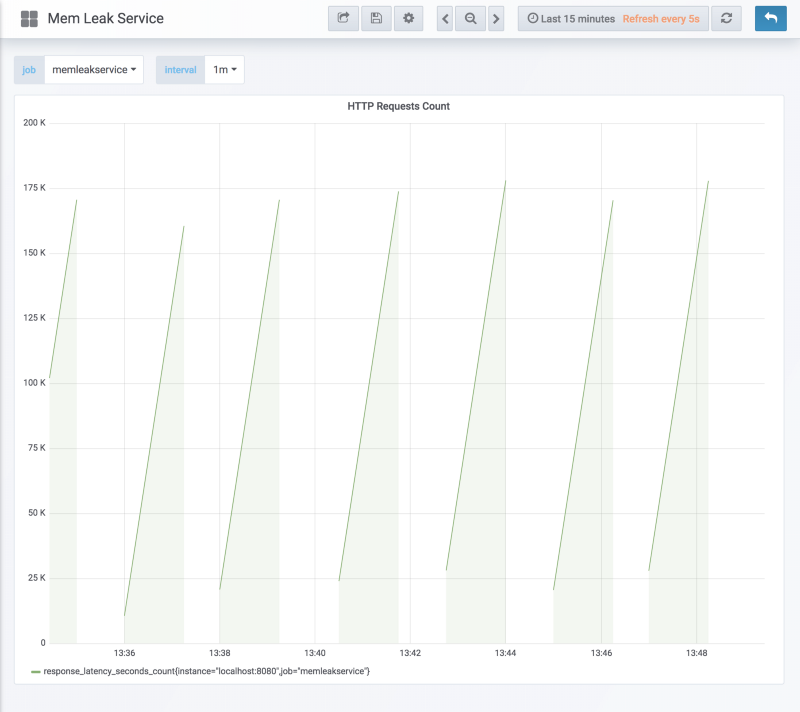 Mem Leak Service
Last 15 minutes Refresh every 5s
job memleakservice Interval 1m
HTTP Requests Count
200 K
175 K
150 K
125 K
100 K
75 K
50 K
25 K
0
13:36 13:38 13:40 13:42 13:44 13:46 13:48
response_latency_seconds_count{instance="localhost:8080",job="memleakservice"}